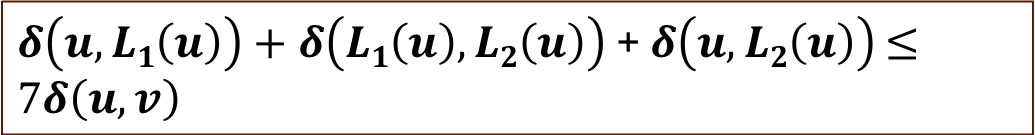 δ(u, L₁(u)) + δ(L₁(u), L₂(u)) + δ(u, L₂(u)) ≤
7δ(u, v)